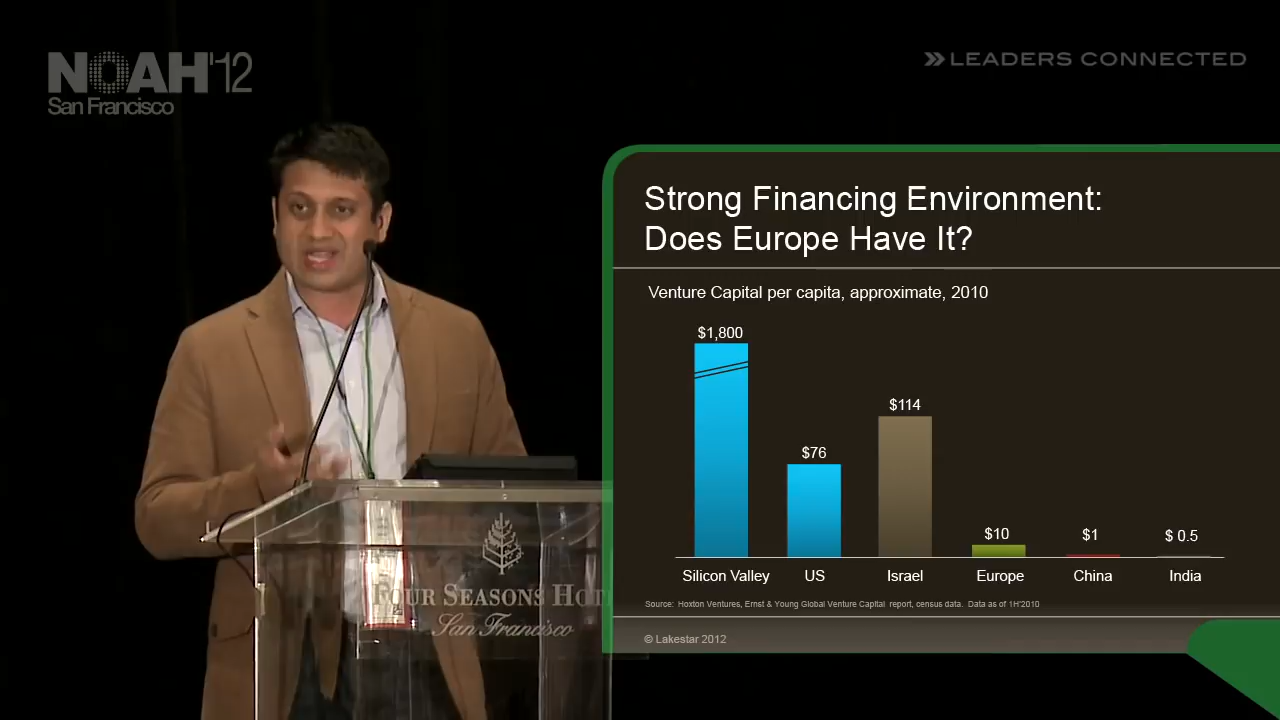 NOAH'12
San Francisco
LEADERS CONNECTED
Strong Financing Environment:
Does Europe Have It?
Venture Capital per capita, approximate, 2010
$1,800
$76
$114
$10
$1
$ 0.5
Silicon Valley US Israel Europe China India
Source: Hoxton Ventures, Ernst & Young Global Venture Capital report, census data. Data as of 1H'2010
© Lakestar 2012
FOUR SEASONS HOT
San Francisco